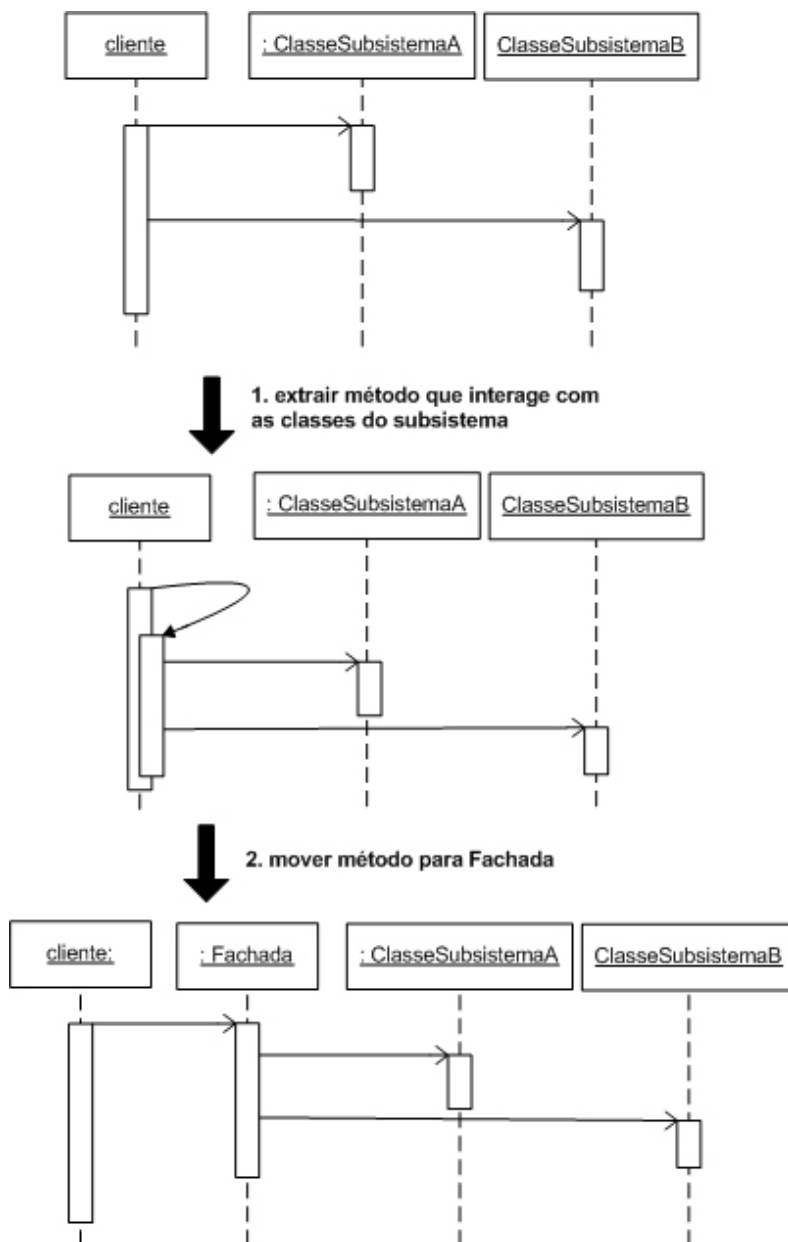 cliente
: ClasseSubsistemaA
ClasseSubsistemaB
1. extrair método que interage com
as classes do subsistema
cliente
: ClasseSubsistemaA
ClasseSubsistemaB
2. mover método para Fachada
cliente:
: Fachada
: ClasseSubsistemaA
ClasseSubsistemaB